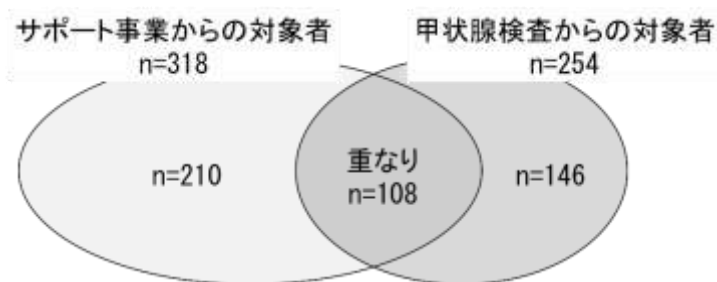 サポート事業からの対象者
n=318
甲状腺検査からの対象者
n=254
n=210
重なり
n=108
n=146